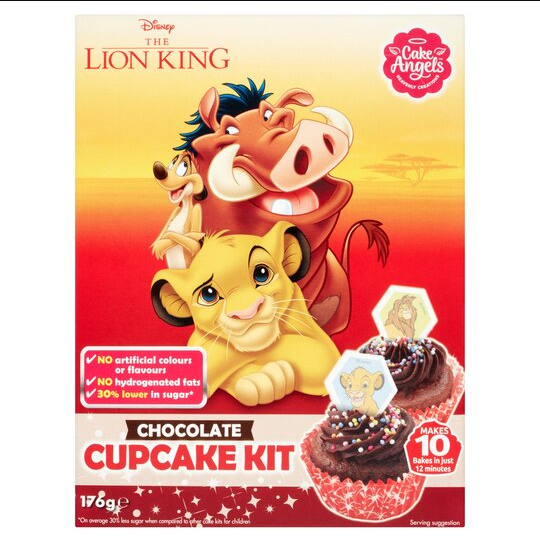 Disney
THE
LION KING
Cake
Angels
HEAVENLY CREATIONS
✓NO artificial colours
or flavours
✓NO hydrogenated fats
✓30% lower in sugar*
CHOCOLATE
CUPCAKE KIT
MAKES
10
Bakes in just
12 minutes
176g℮
*On average 30% less sugar when compared to other cake kits for children
Serving suggestion